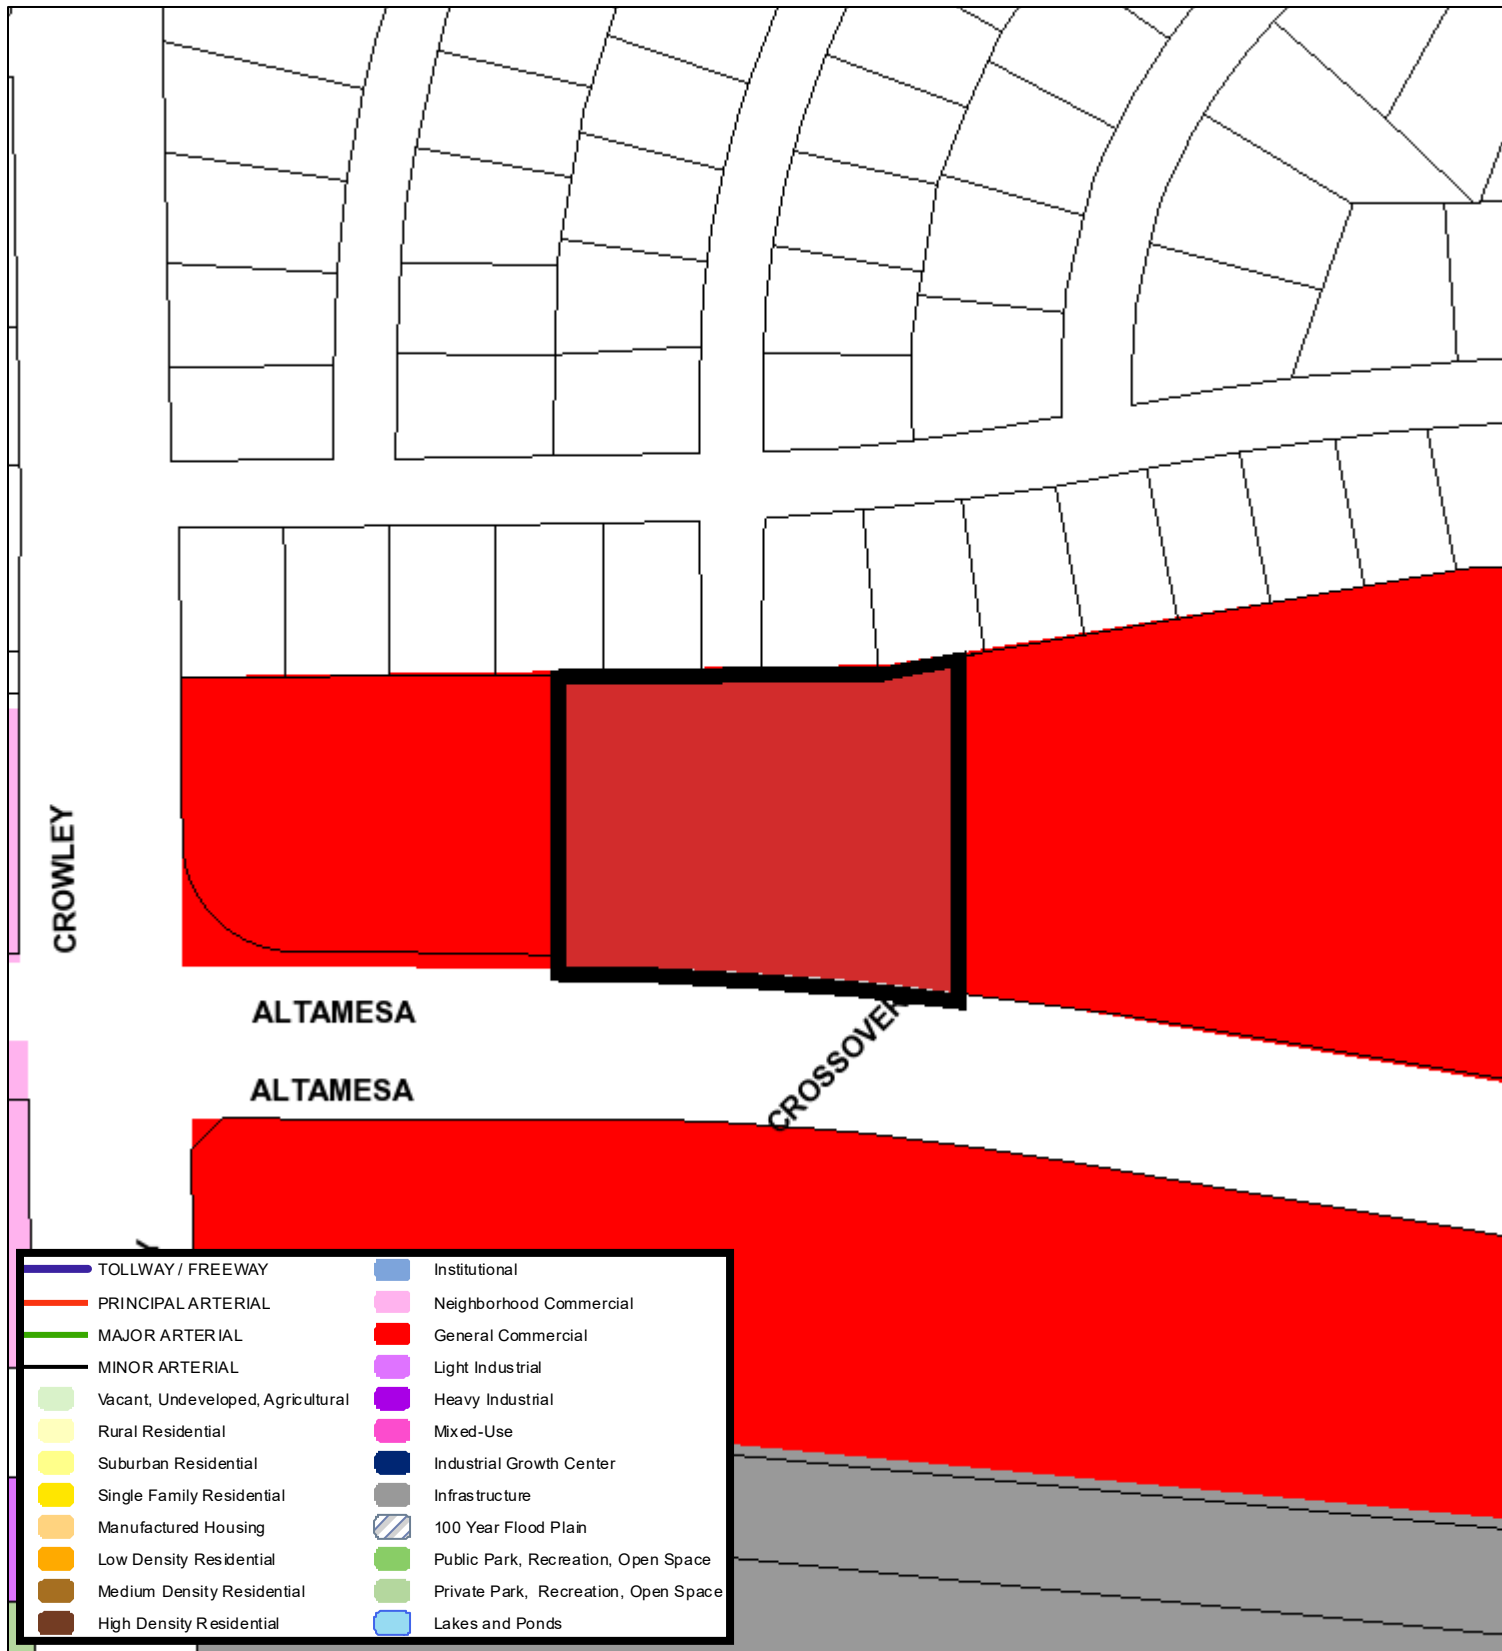 CROWLEY
ALTAMESA
ALTAMESA
CROSSOVER
Y
TOLLWAY / FREEWAY
PRINCIPAL ARTERIAL
MAJOR ARTERIAL
MINOR ARTERIAL
Vacant, Undeveloped, Agricultural
Rural Residential
Suburban Residential
Single Family Residential
Manufactured Housing
Low Density Residential
Medium Density Residential
High Density Residential
Institutional
Neighborhood Commercial
General Commercial
Light Industrial
Heavy Industrial
Mixed-Use
Industrial Growth Center
Infrastructure
100 Year Flood Plain
Public Park, Recreation, Open Space
Private Park, Recreation, Open Space
Lakes and Ponds